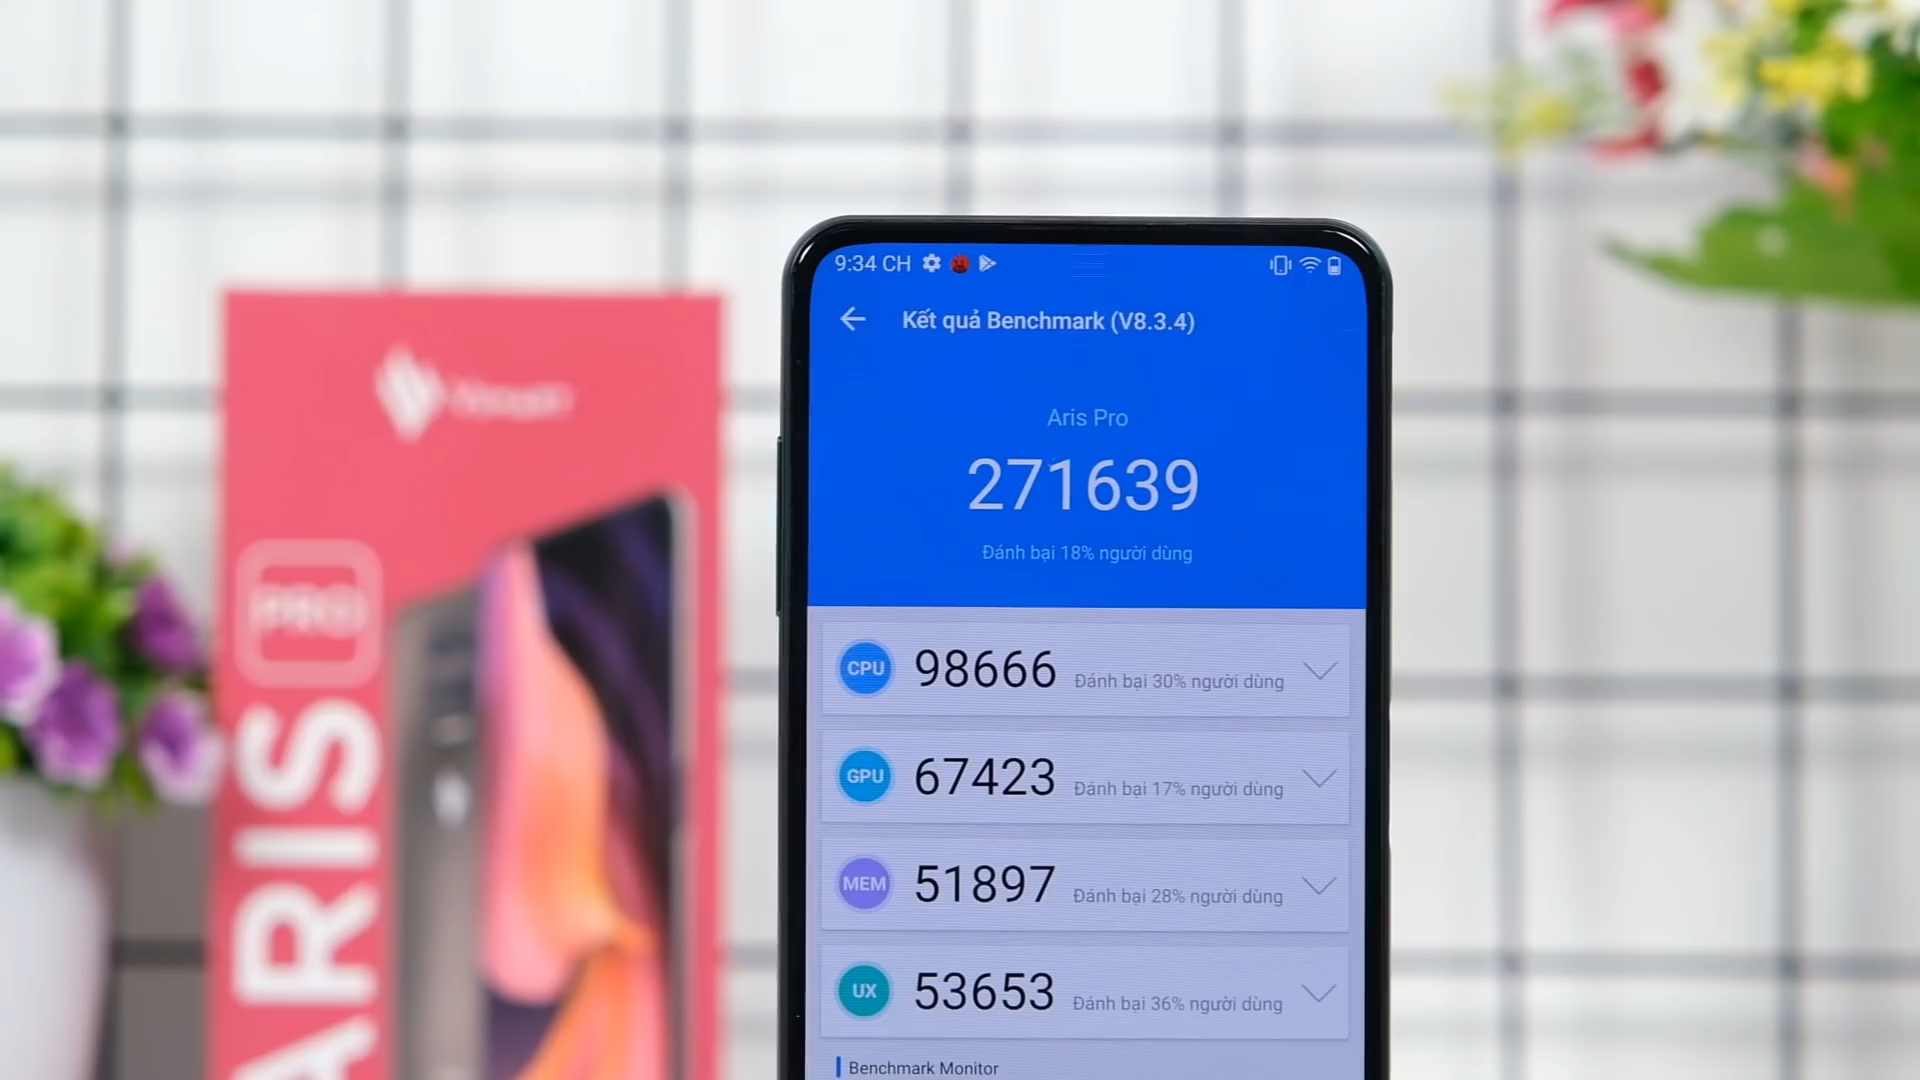 Vsmart
PRO
ARIS
9:34 CH
Kết quả Benchmark (V8.3.4)
Aris Pro
271639
Đánh bại 18% người dùng
CPU 98666 Đánh bại 30% người dùng
GPU 67423 Đánh bại 17% người dùng
MEM 51897 Đánh bại 28% người dùng
UX 53653 Đánh bại 36% người dùng
Benchmark Monitor